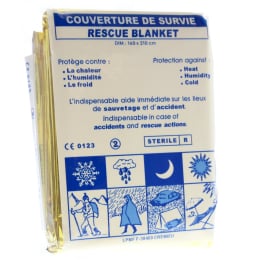 COUVERTURE DE SURVIE
RESCUE BLANKET
DIM : 160 x 210 cm
Protège contre :
• La chaleur
• L'humidité
• Le froid
Protection against :
• Heat
• Humidity
• Cold
L'indispensable aide immédiate sur les lieux
de sauvetage et d'accident.
Indispensable in case of
accidents and rescue actions.
CE 0123
2
STERILE R